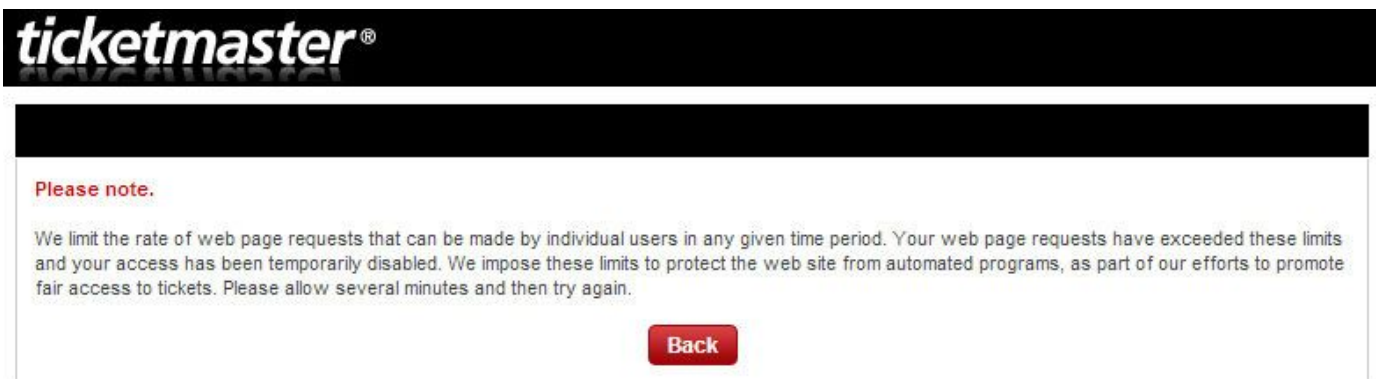 ticketmaster®
Please note.
We limit the rate of web page requests that can be made by individual users in any given time period. Your web page requests have exceeded these limits
and your access has been temporarily disabled. We impose these limits to protect the web site from automated programs, as part of our efforts to promote
fair access to tickets. Please allow several minutes and then try again.
Back